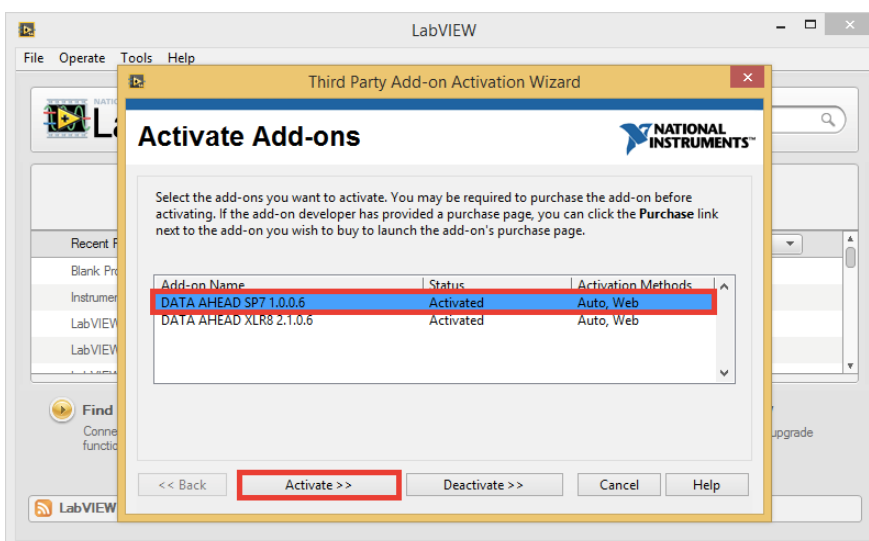 LabVIEW
File Operate Tools Help
Third Party Add-on Activation Wizard
Activate Add-ons
NATIONAL
INSTRUMENTS™
Select the add-ons you want to activate. You may be required to purchase the add-on before
activating. If the add-on developer has provided a purchase page, you can click the Purchase link
next to the add-on you wish to buy to launch the add-on's purchase page.
Recent
Blank
Add-on Name Status Activation Methods
DATA AHEAD SP7 1.0.0.6 Activated Auto, Web
DATA AHEAD XLR8 2.1.0.6 Activated Auto, Web
LabVIEW
LabVIEW
Find
upgrade
<< Back Activate >> Deactivate >> Cancel Help
LabVIEW